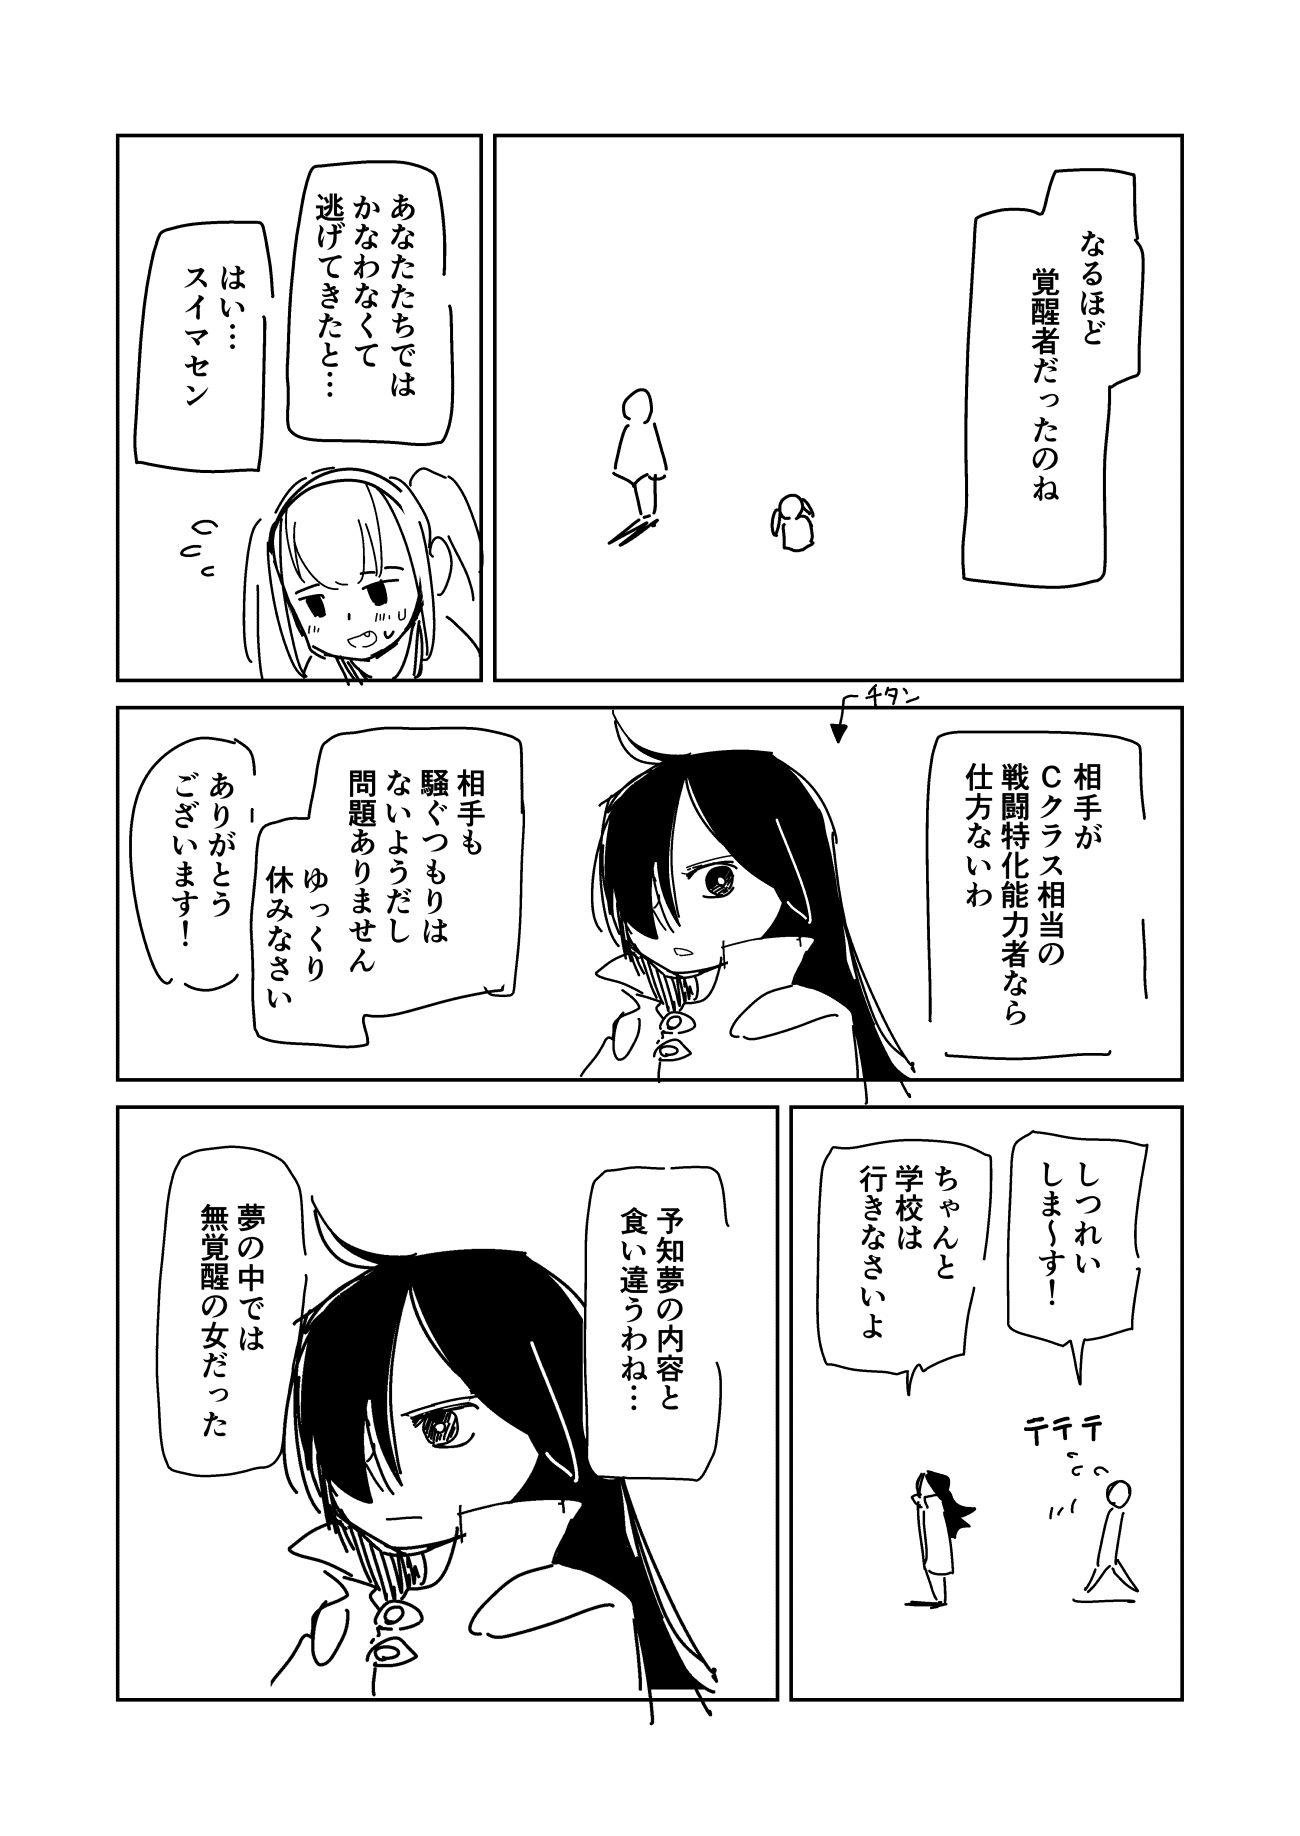 なるほど
覚醒者だったのね
あなたたちでは
かなわなくて
逃げてきたと…
はい…
スイマセン
チタン
相手が
Cクラス相当の
戦闘特化能力者なら
仕方ないわ
相手も
騒ぐつもりは
ないようだし
問題ありません
ゆっくり
休みなさい
ありがとう
ございます!
しつれい
しま〜す!
ちゃんと
学校は
行きなさいよ
テテテ
予知夢の内容と
食い違うわね…
夢の中では
無覚醒の女だった